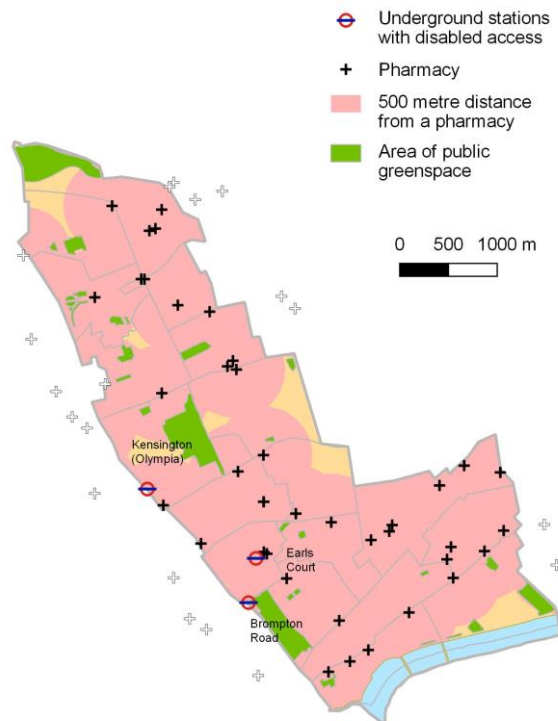 Underground stations
with disabled access
Pharmacy
500 metre distance
from a pharmacy
Area of public
greenspace
0 500 1000 m
Kensington
(Olympia)
Earls
Court
Brompton
Road